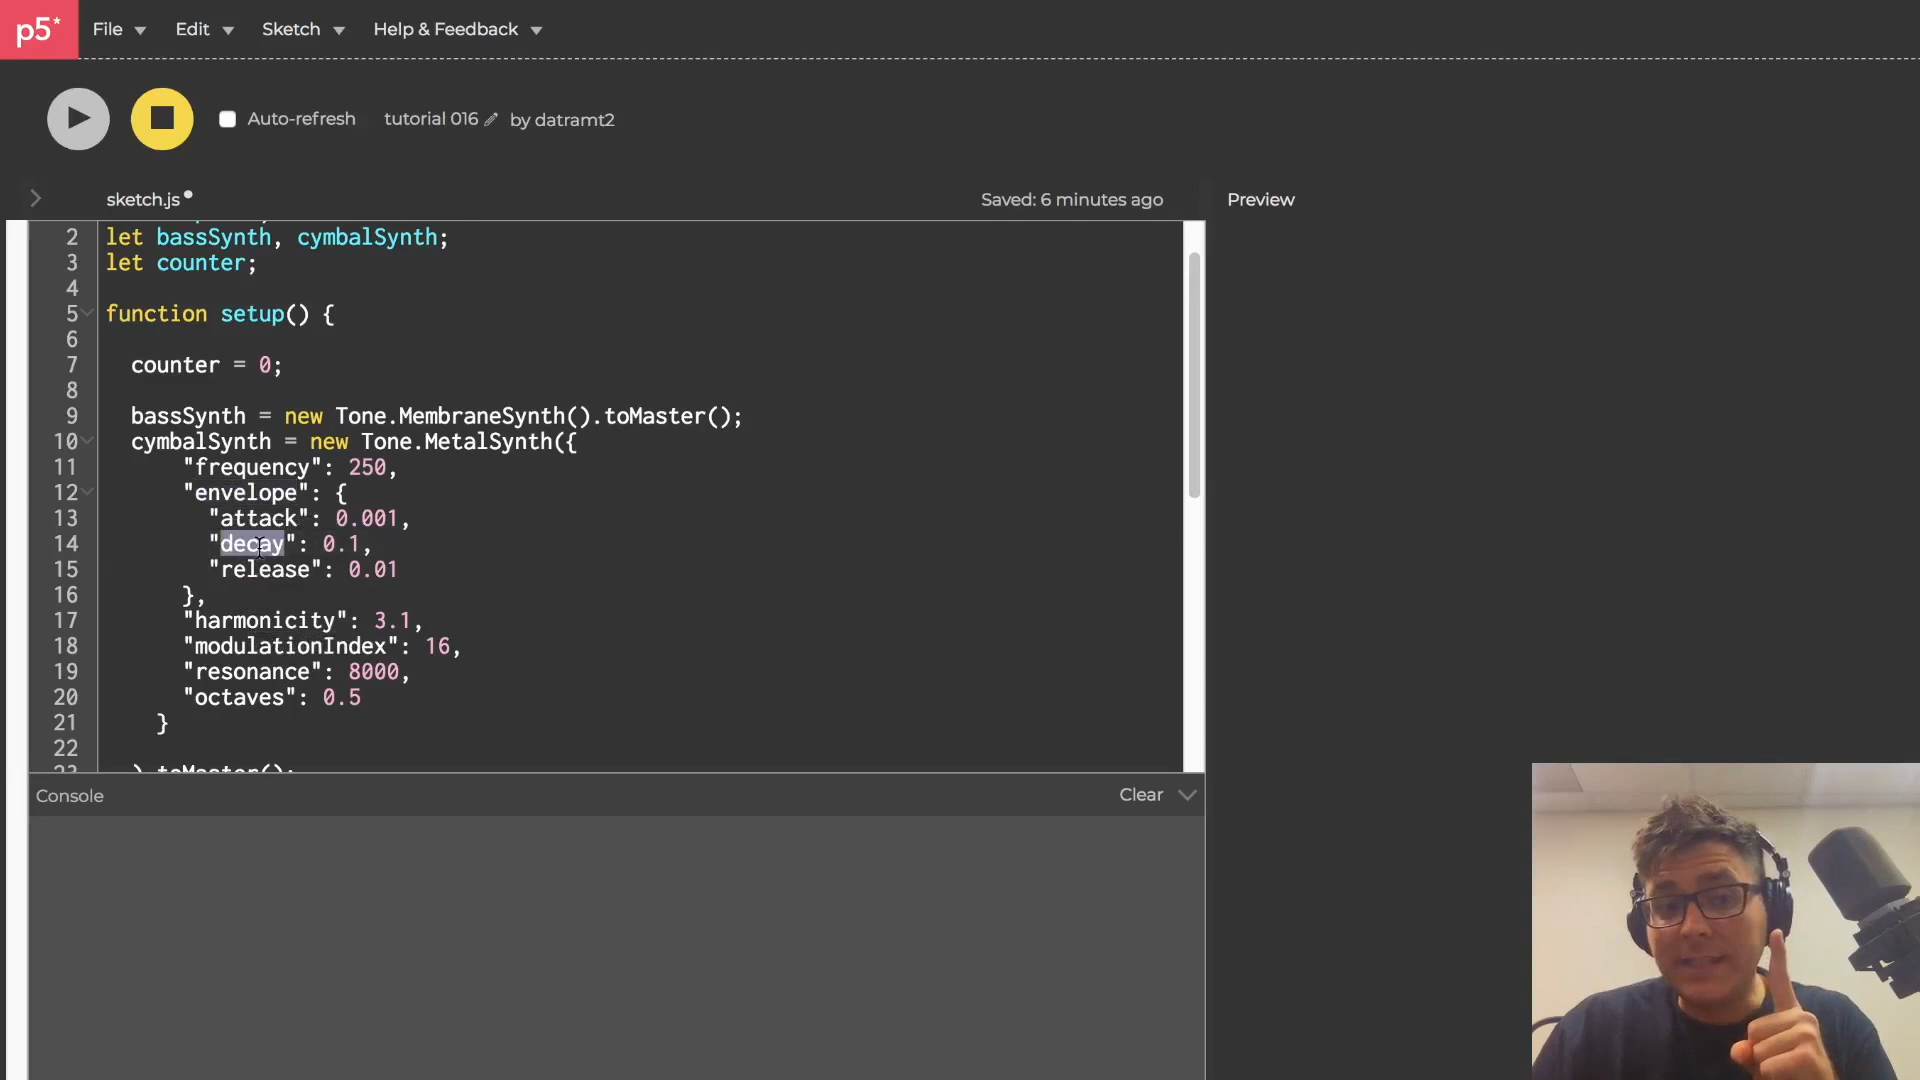 p5* File Edit Sketch Help & Feedback
Auto-refresh tutorial 016 by datramt2
sketch.js Saved: 6 minutes ago Preview
2 let bassSynth, cymbalSynth;
3 let counter;
4
5 function setup() {
6
7 counter = 0;
8
9 bassSynth = new Tone.MembraneSynth().toMaster();
10 cymbalSynth = new Tone.MetalSynth({
11 "frequency": 250,
12 "envelope": {
13 "attack": 0.001,
14 "decay": 0.1,
15 "release": 0.01
16 },
17 "harmonicity": 3.1,
18 "modulationIndex": 16,
19 "resonance": 8000,
20 "octaves": 0.5
21 }
22
23 ).toMaster();
Console Clear